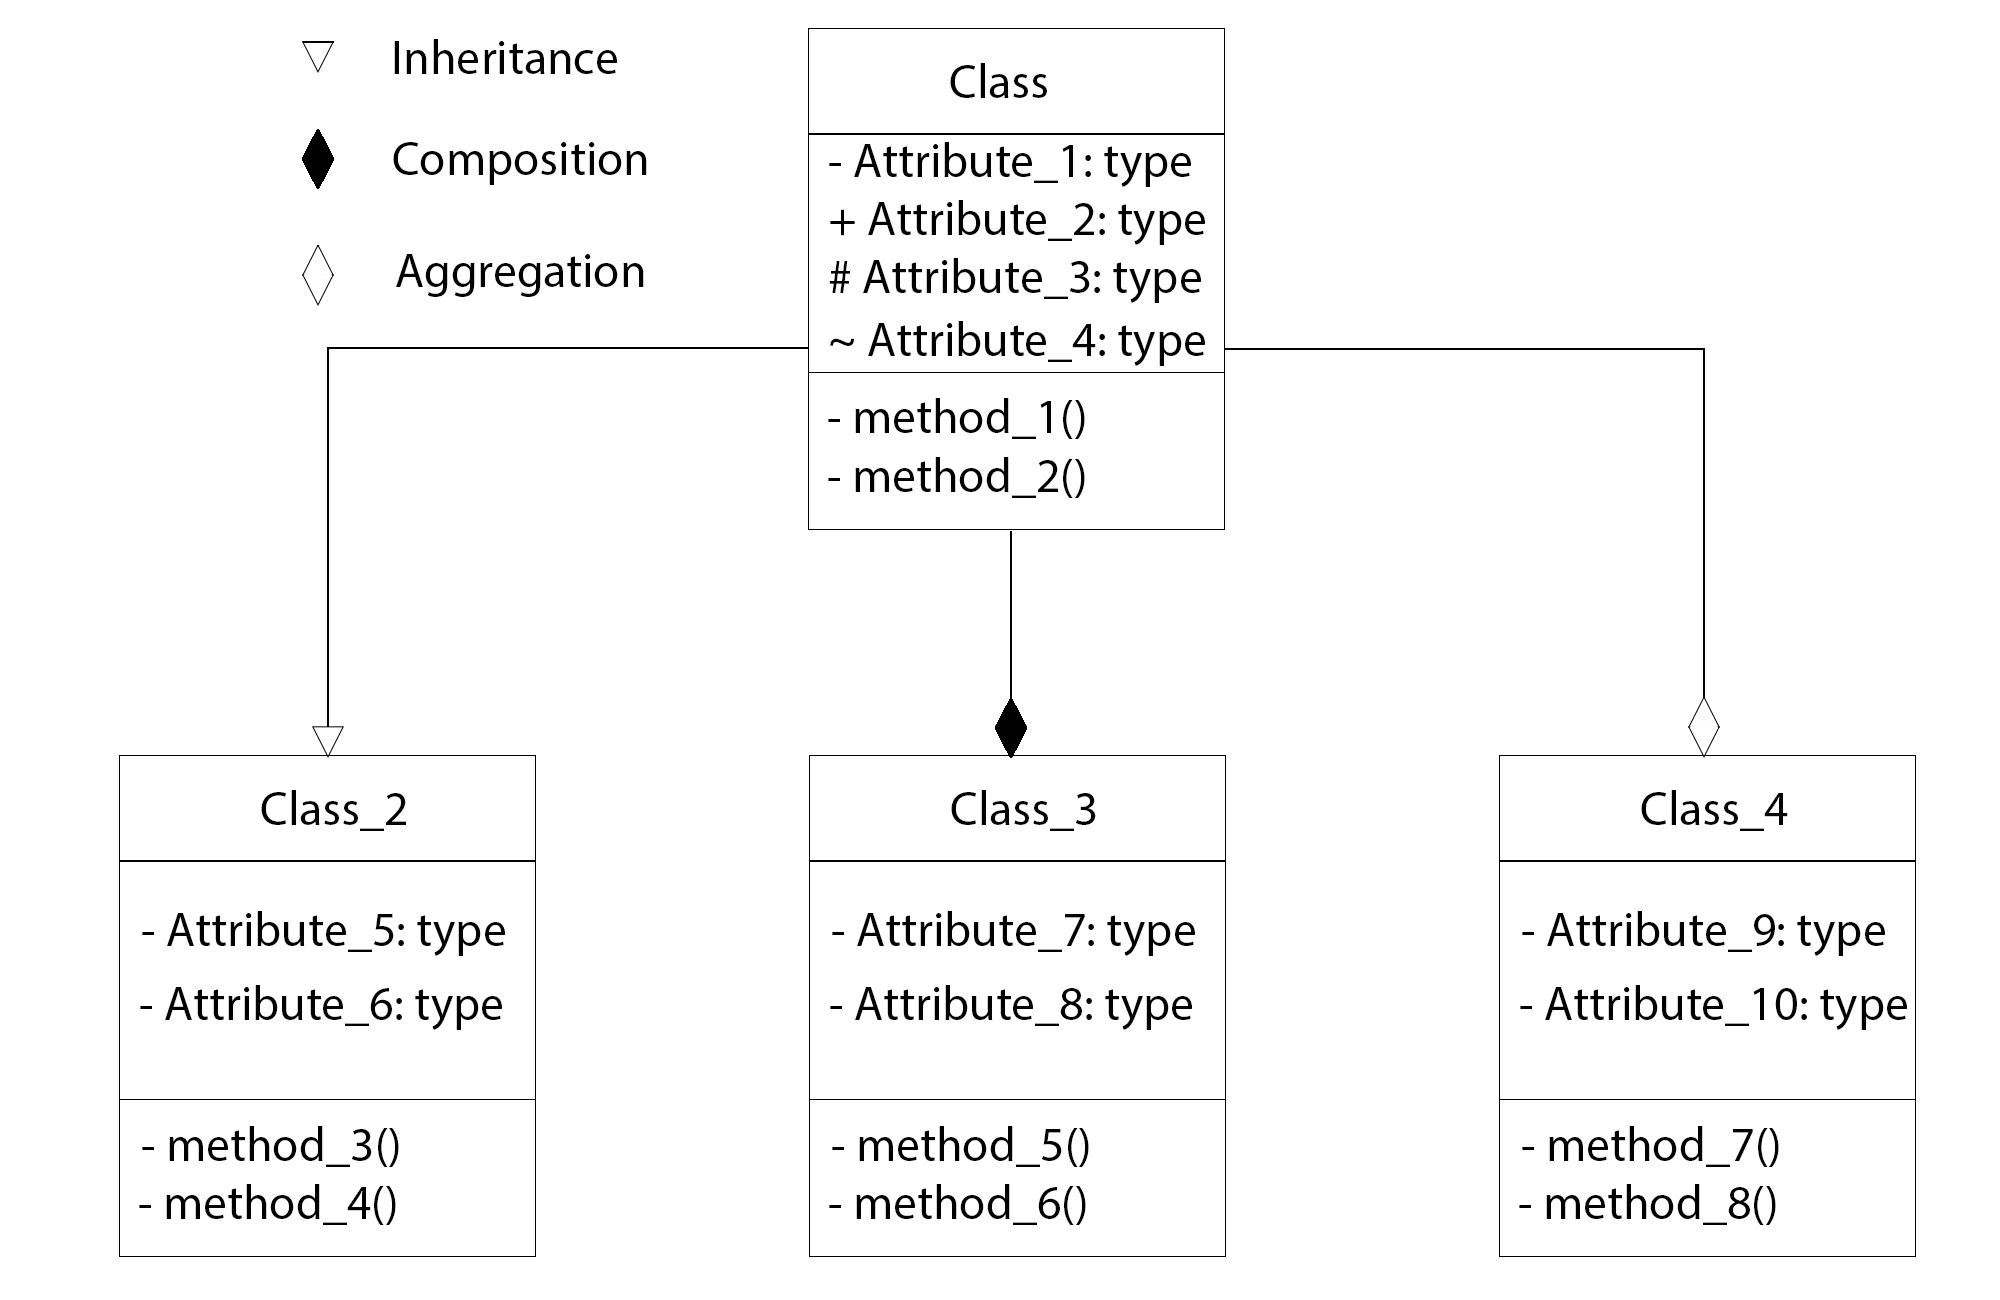 Inheritance
Composition
Aggregation
Class
- Attribute_1: type
+ Attribute_2: type
# Attribute_3: type
~ Attribute_4: type
- method_1()
- method_2()
Class_2
- Attribute_5: type
- Attribute_6: type
- method_3()
- method_4()
Class_3
- Attribute_7: type
- Attribute_8: type
- method_5()
- method_6()
Class_4
- Attribute_9: type
- Attribute_10: type
- method_7()
- method_8()